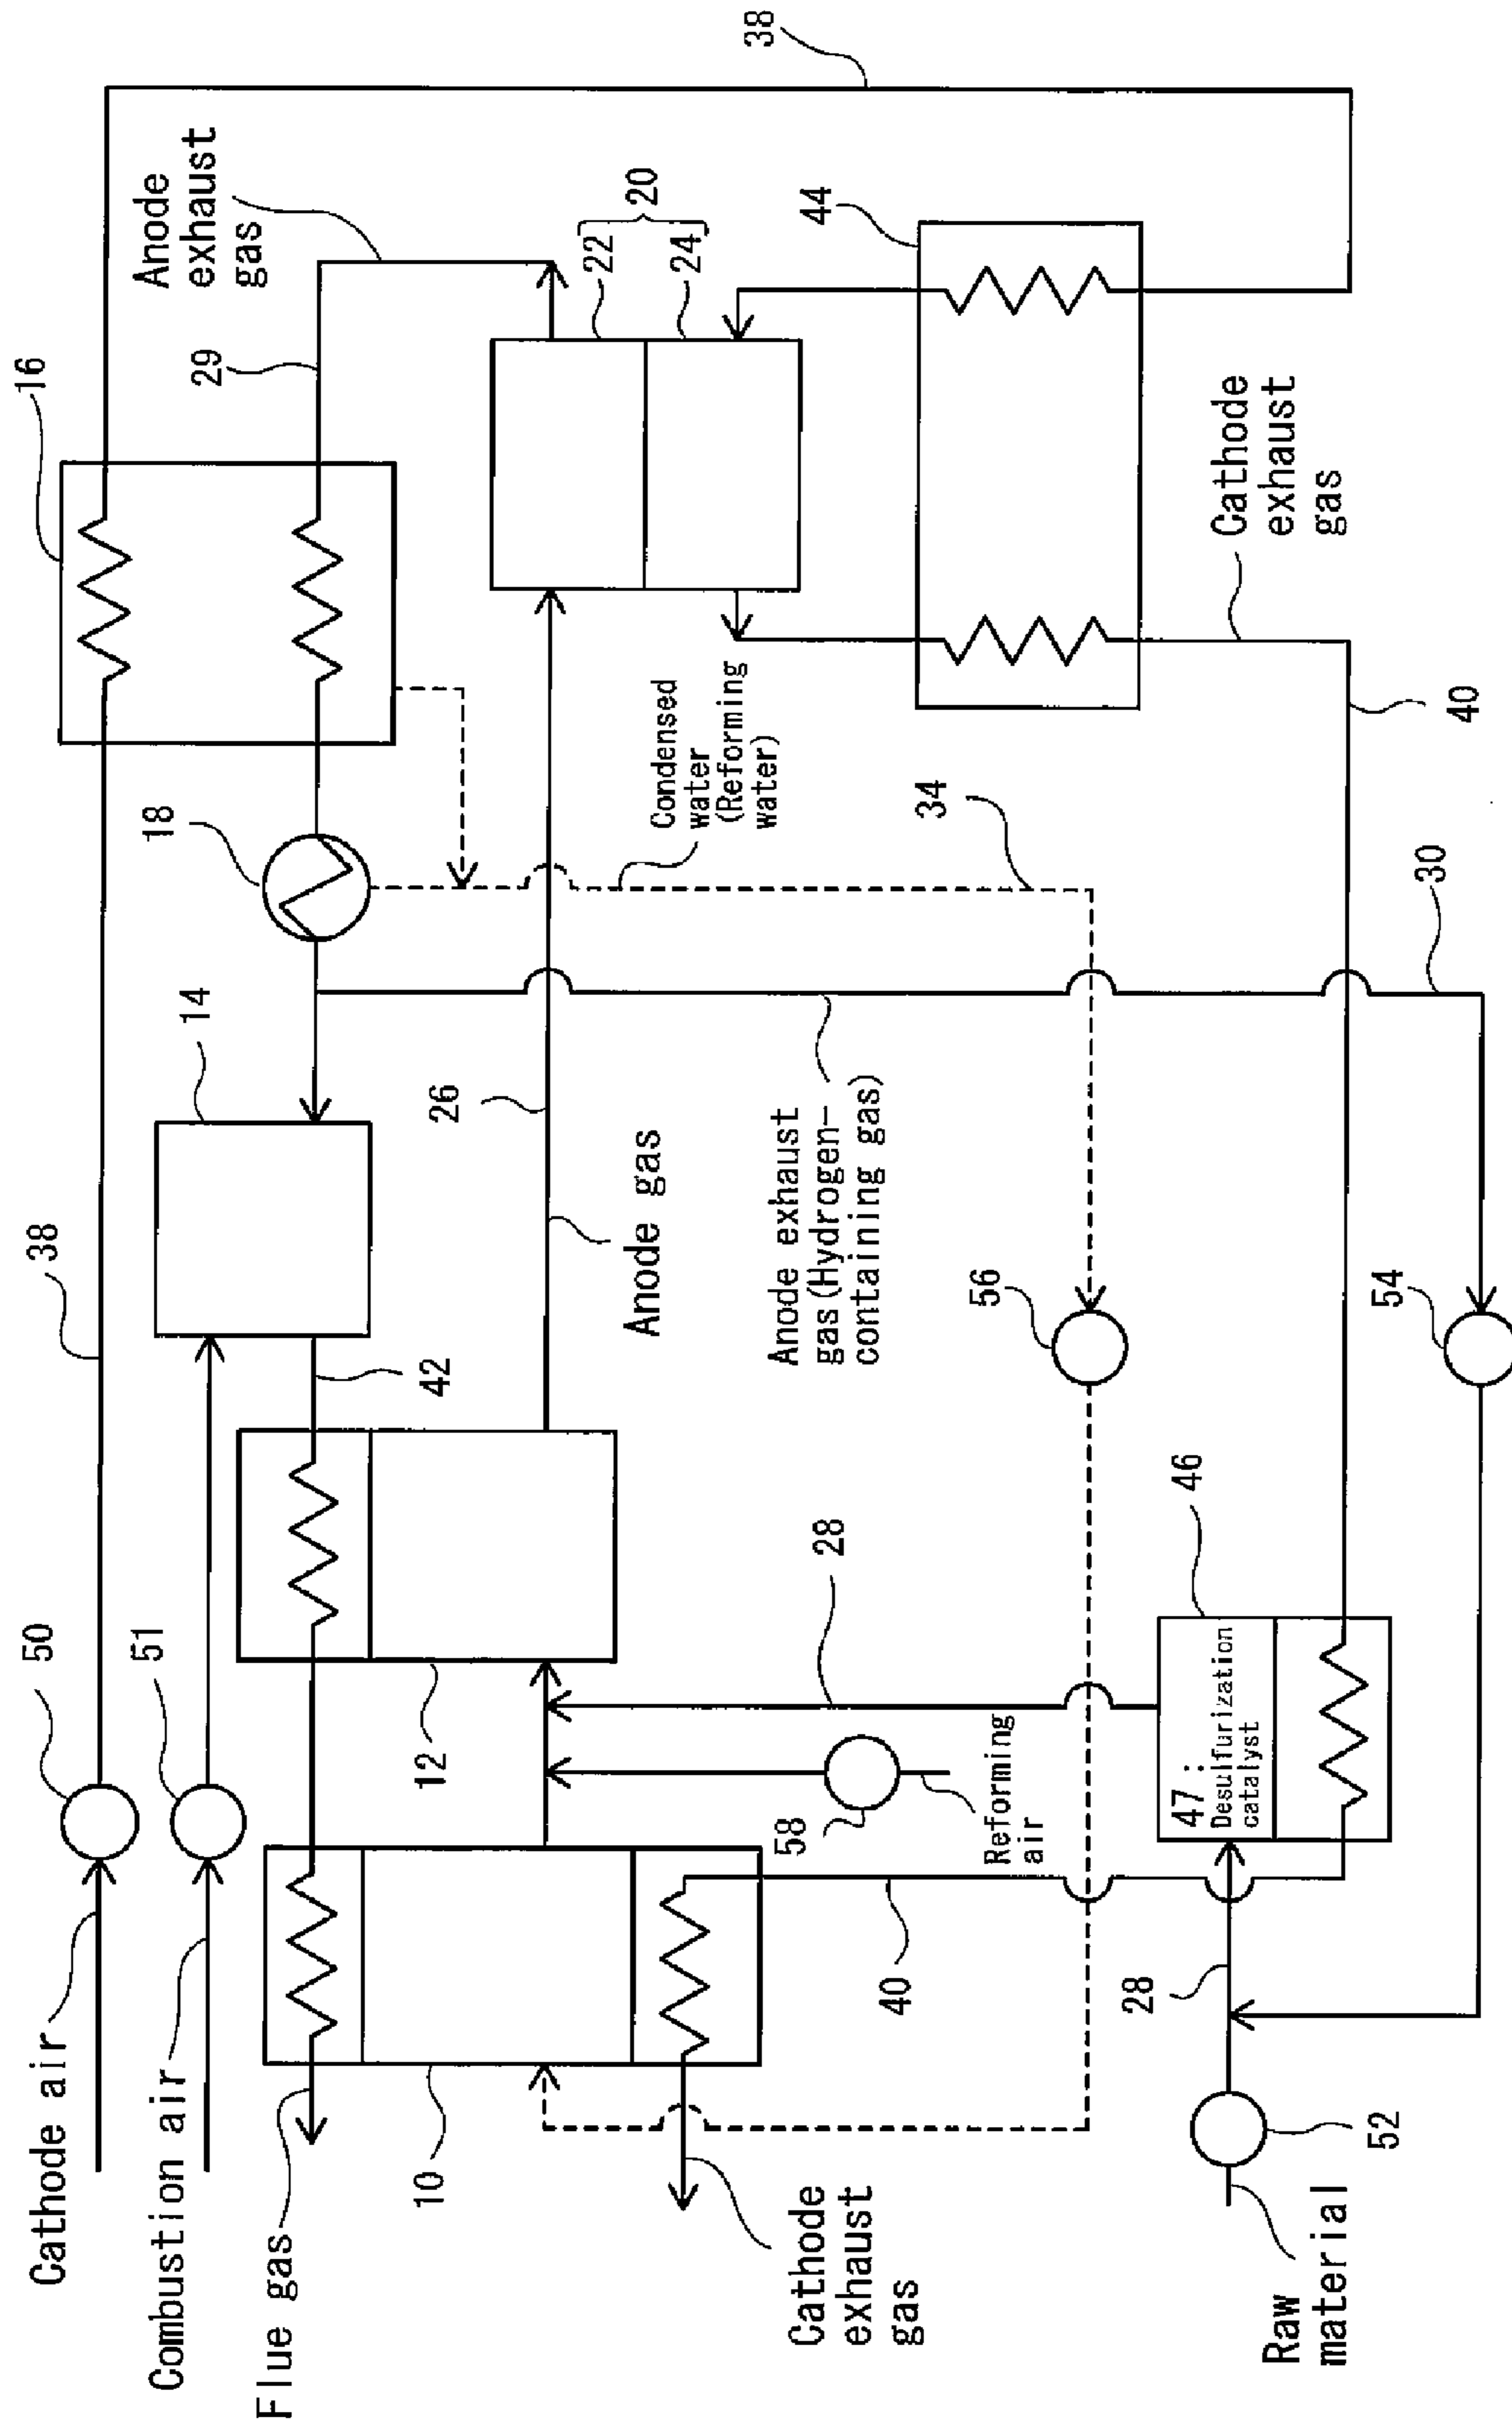 16
Cathode air
50
38
Anode
exhaust
gas
Combustion air
51
14
18
29
Flue gas
10
12
42
26
22
20
24
Anode gas
Condensed
water
(Reforming
water)
38
Cathode
exhaust
gas
58
28
Anode exhaust
gas(Hydrogen-
containing gas)
44
40
Reforming
air
56
34
28
47:
Desulfurization
catalyst
46
Cathode
exhaust
gas
Raw
material
52
54
30
40